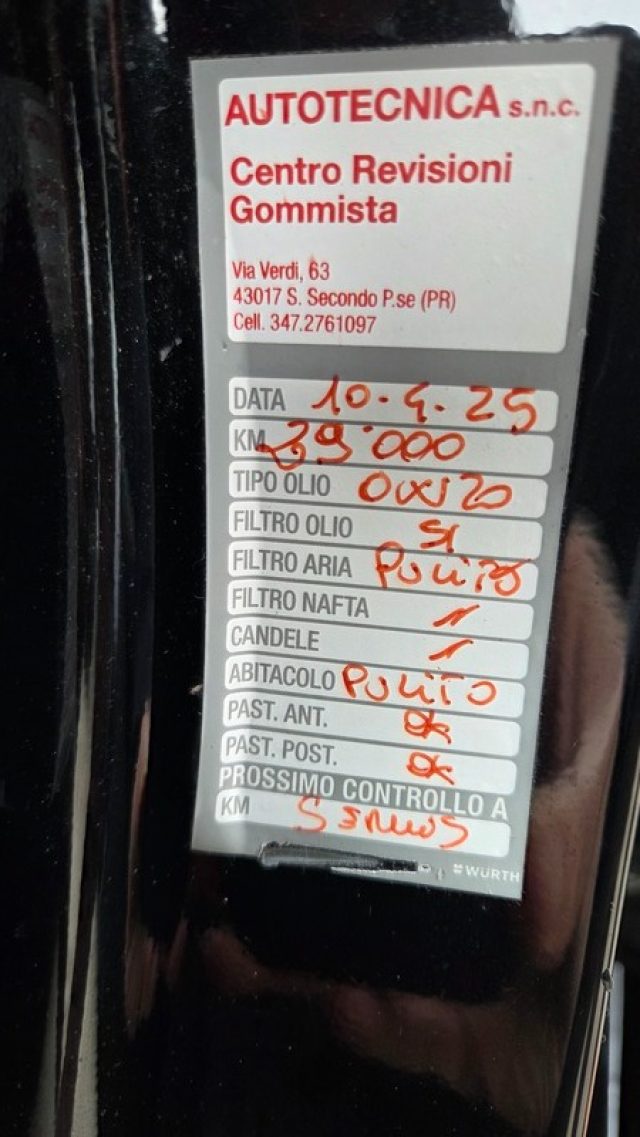 AUTOTECNICA s.n.c.
Centro Revisioni
Gommista
Via Verdi, 63
43017 S. Secondo P.se (PR)
Cell. 347.2761097
DATA 10.4.25
KM 39.000
TIPO OLIO 0W20
FILTRO OLIO SI
FILTRO ARIA PULITO
FILTRO NAFTA /
CANDELE /
ABITACOLO PULITO
PAST. ANT. OK
PAST. POST. OK
PROSSIMO CONTROLLO A
KM
WÜRTH